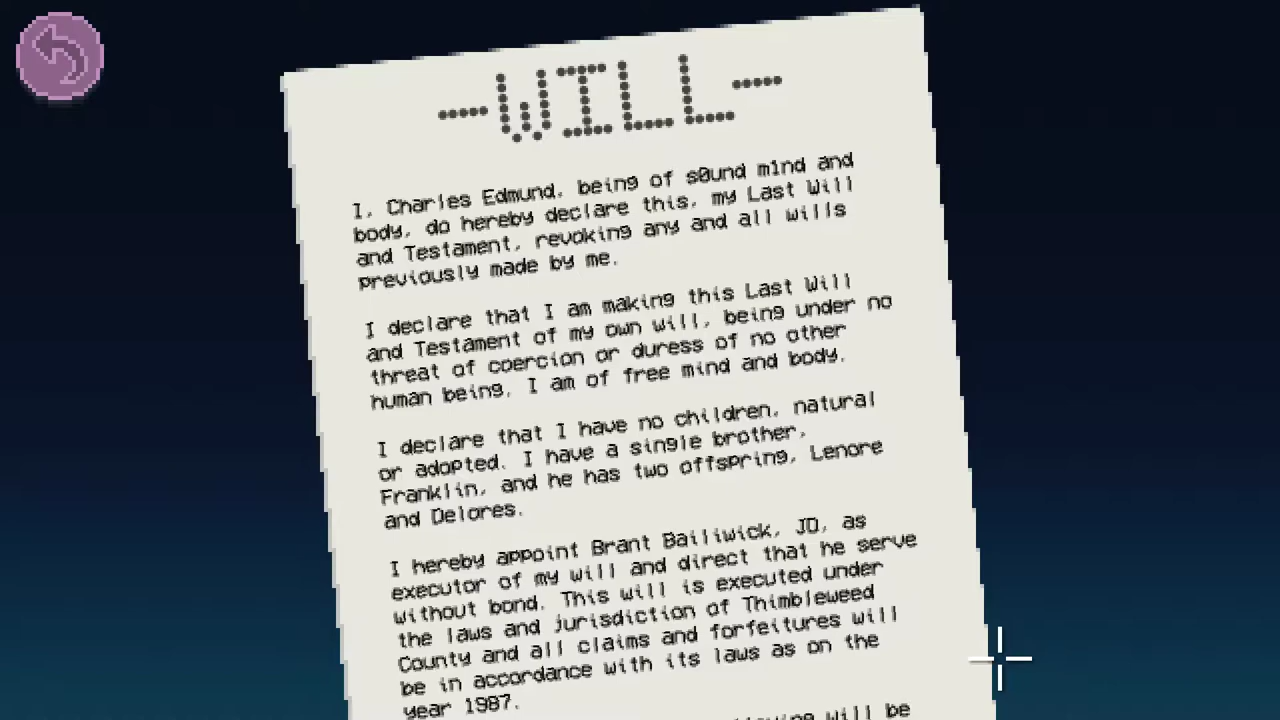 -WILL-
I, Charles Edmund, being of s0und m1nd and
body, do hereby declare this, my Last Will
and Testament, revoking any and all wills
previously made by me.
I declare that I am making this Last Will
and Testament of my own will, being under no
threat of coercion or duress of no other
human being. I am of free mind and body.
I declare that I have no children, natural
or adopted. I have a single brother,
Franklin, and he has two offspring, Lenore
and Delores.
I hereby appoint Brant Bailiwick, JD, as
executor of my will and direct that he serve
without bond. This will is executed under
the laws and jurisdiction of Thimbleweed
County and all claims and forfeitures will
be in accordance with its laws as on the
year 1987.
will be